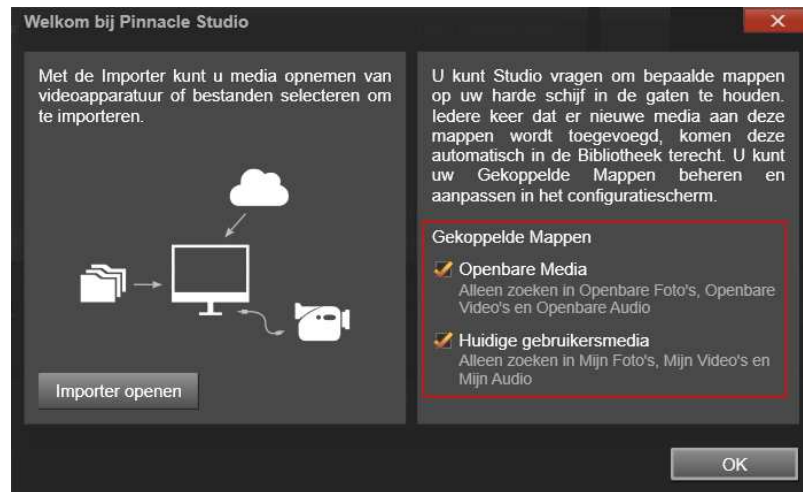 Welkom bij Pinnacle Studio
Met de Importer kunt u media opnemen van
videoapparatuur of bestanden selecteren om
te importeren.
Importer openen
U kunt Studio vragen om bepaalde mappen
op uw harde schijf in de gaten te houden.
Iedere keer dat er nieuwe media aan deze
mappen wordt toegevoegd, komen deze
automatisch in de Bibliotheek terecht. U kunt
uw Gekoppelde Mappen beheren en
aanpassen in het configuratiescherm.
Gekoppelde Mappen
Openbare Media
Alleen zoeken in Openbare Foto's, Openbare
Video's en Openbare Audio
Huidige gebruikersmedia
Alleen zoeken in Mijn Foto's, Mijn Video's en
Mijn Audio
OK